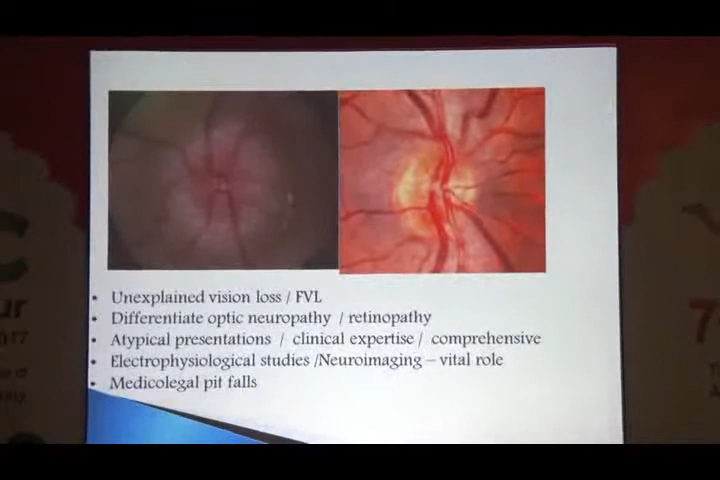 Unexplained vision loss / FVL
Differentiate optic neuropathy / retinopathy
Atypical presentations / clinical expertise / comprehensive
Electrophysiological studies /Neuroimaging – vital role
Medicolegal pit falls